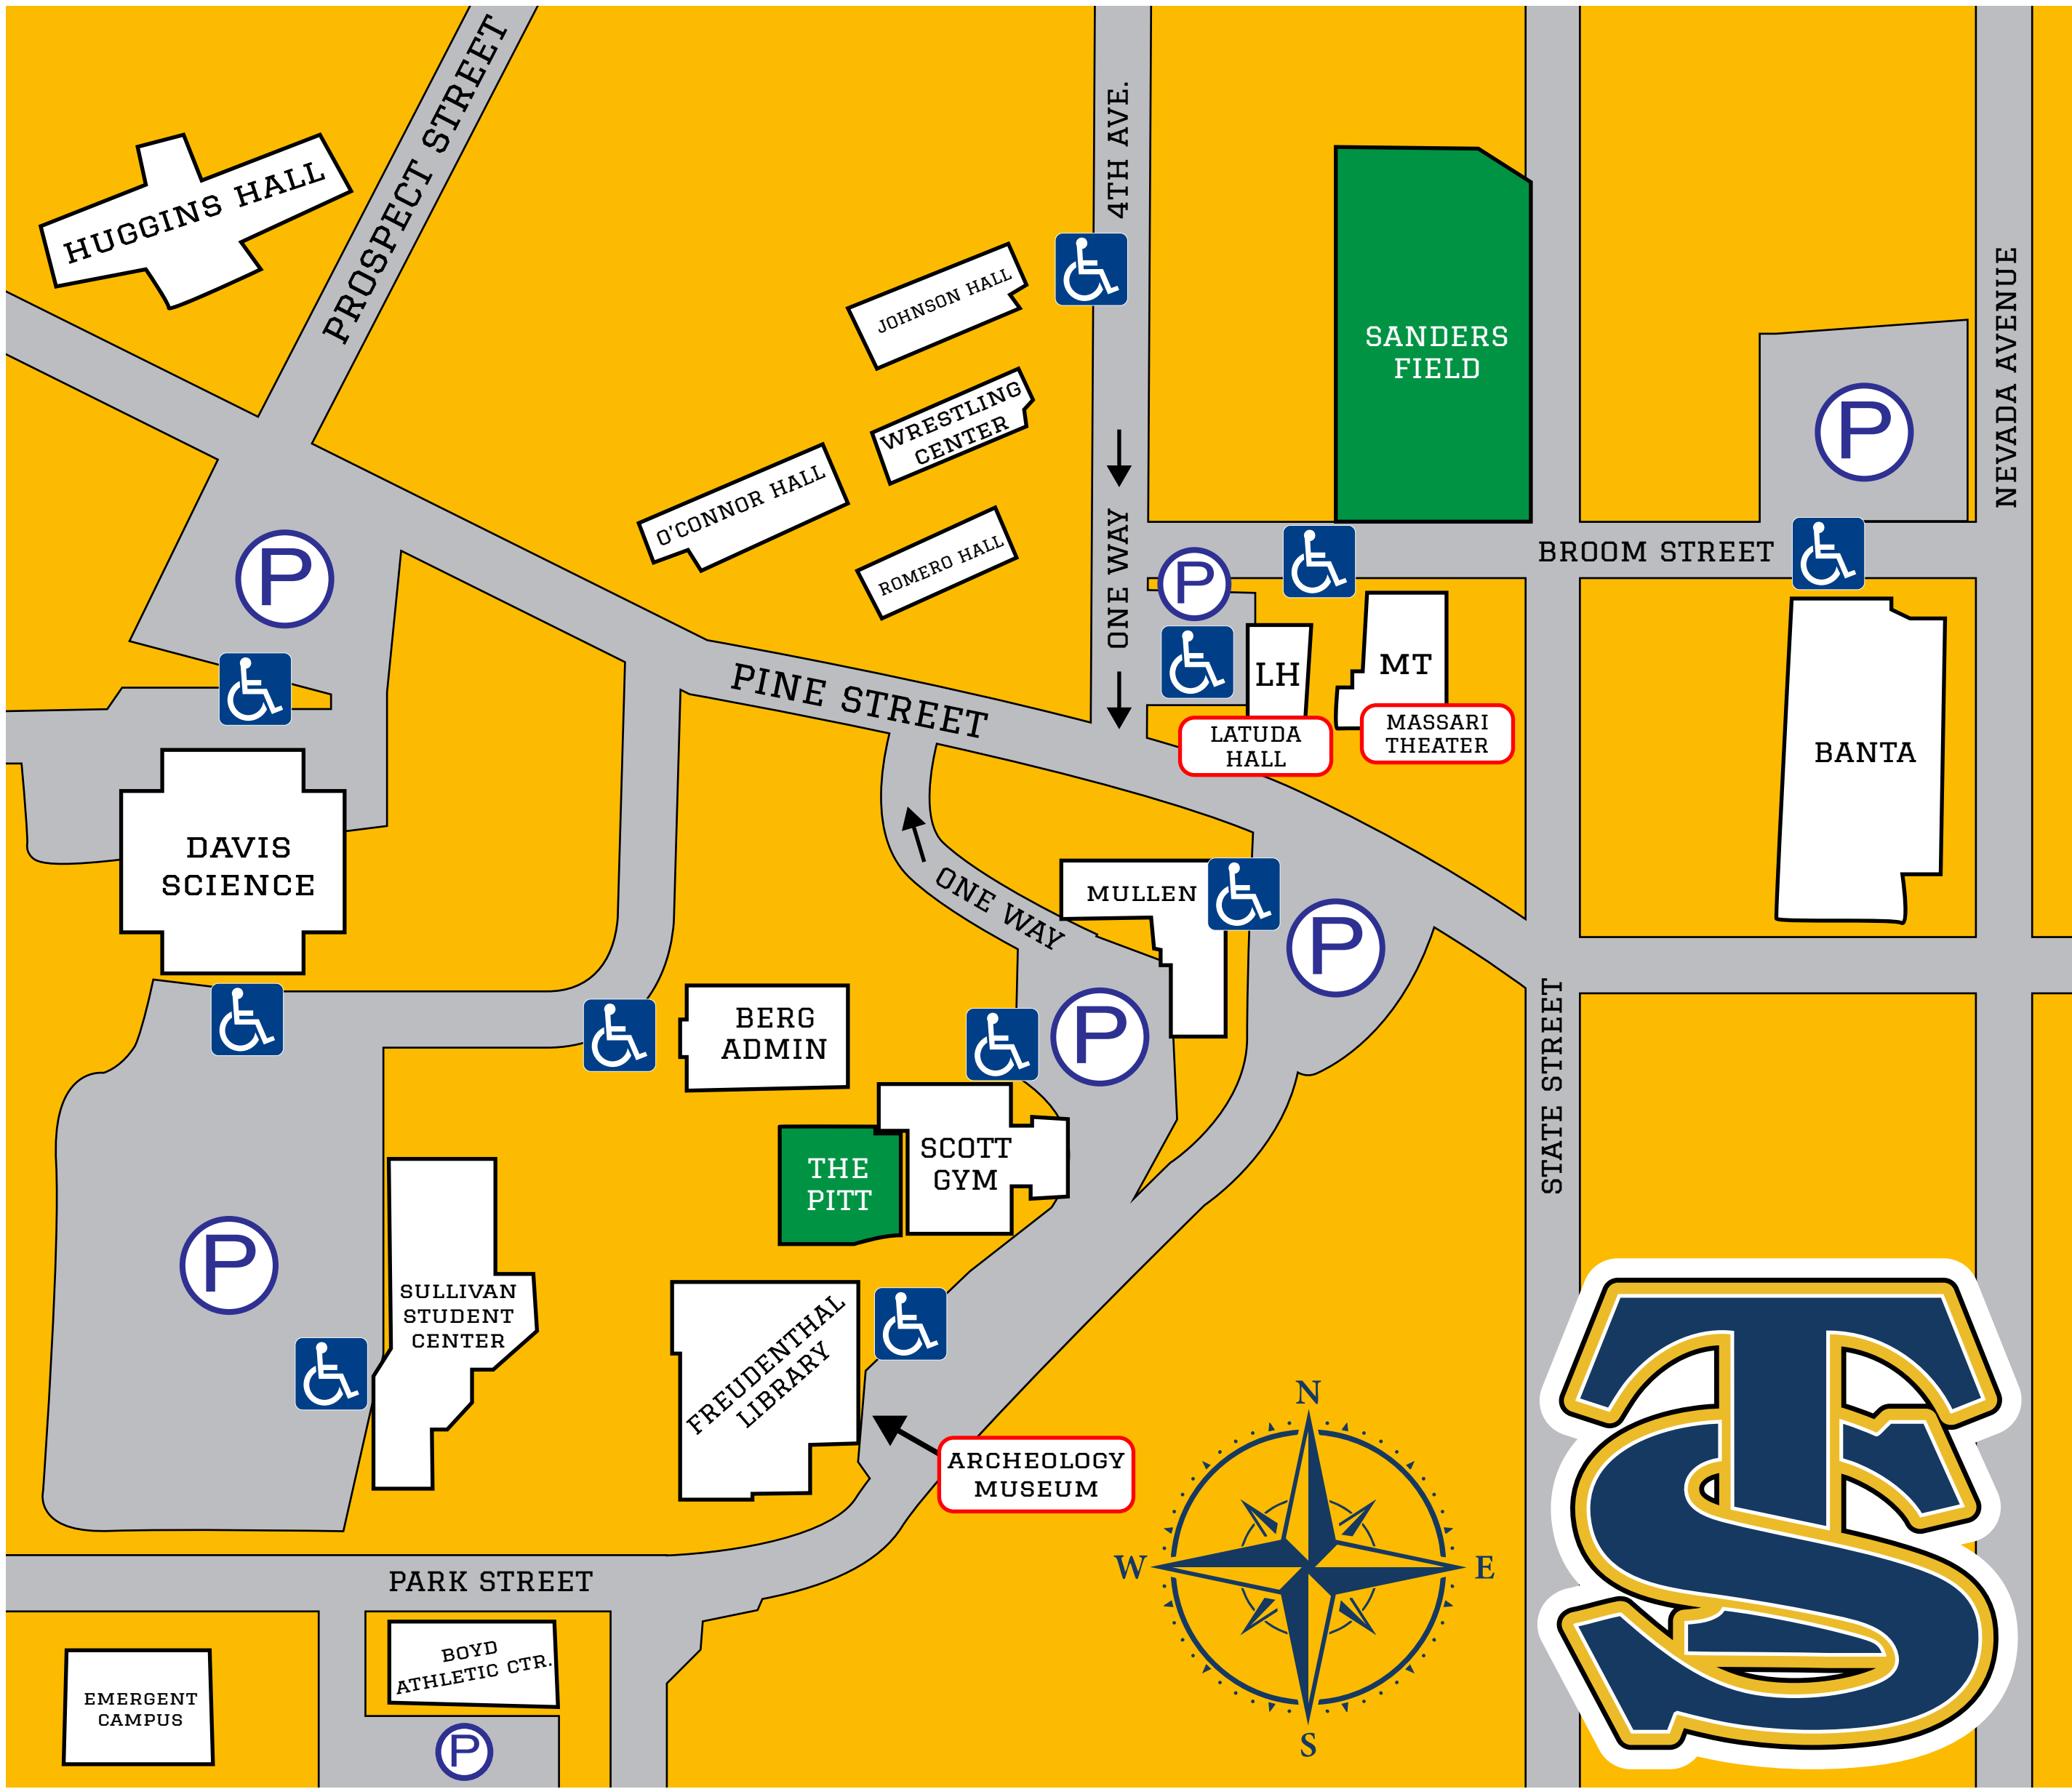 PROSPECT STREET
4TH AVE.
HUGGINS HALL
JOHNSON HALL
SANDERS
FIELD
NEVADA AVENUE
WRESTLING
CENTER
P
O'CONNOR HALL
ROMERO HALL
ONE WAY
BROOM STREET
P
P
PINE STREET
LH
MT
LATUDA
HALL
MASSARI
THEATER
BANTA
DAVIS
SCIENCE
ONE WAY
MULLEN
P
BERG
ADMIN
P
STATE STREET
THE
PITT
SCOTT
GYM
P
SULLIVAN
STUDENT
CENTER
FREUDENTHAL
LIBRARY
ARCHEOLOGY
MUSEUM
N
W
E
S
TS
PARK STREET
BOYD
ATHLETIC CTR.
EMERGENT
CAMPUS
P